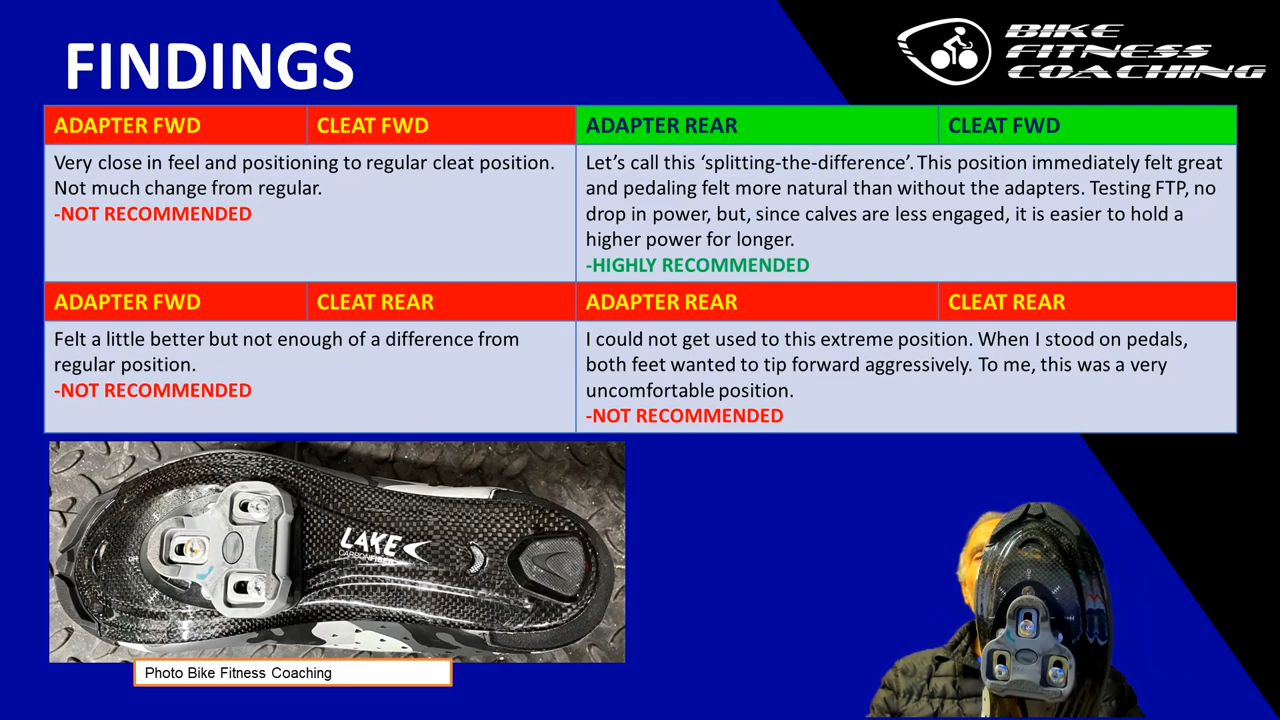 FINDINGS
BIKE
FITNESS
COACHING
ADAPTER FWD
CLEAT FWD
Very close in feel and positioning to regular cleat position.
Not much change from regular.
-NOT RECOMMENDED
ADAPTER REAR
CLEAT FWD
Let’s call this ‘splitting-the-difference’. This position immediately felt great
and pedaling felt more natural than without the adapters. Testing FTP, no
drop in power, but, since calves are less engaged, it is easier to hold a
higher power for longer.
-HIGHLY RECOMMENDED
ADAPTER FWD
CLEAT REAR
Felt a little better but not enough of a difference from
regular position.
-NOT RECOMMENDED
ADAPTER REAR
CLEAT REAR
I could not get used to this extreme position. When I stood on pedals,
both feet wanted to tip forward aggressively. To me, this was a very
uncomfortable position.
-NOT RECOMMENDED
LAKE
Photo Bike Fitness Coaching